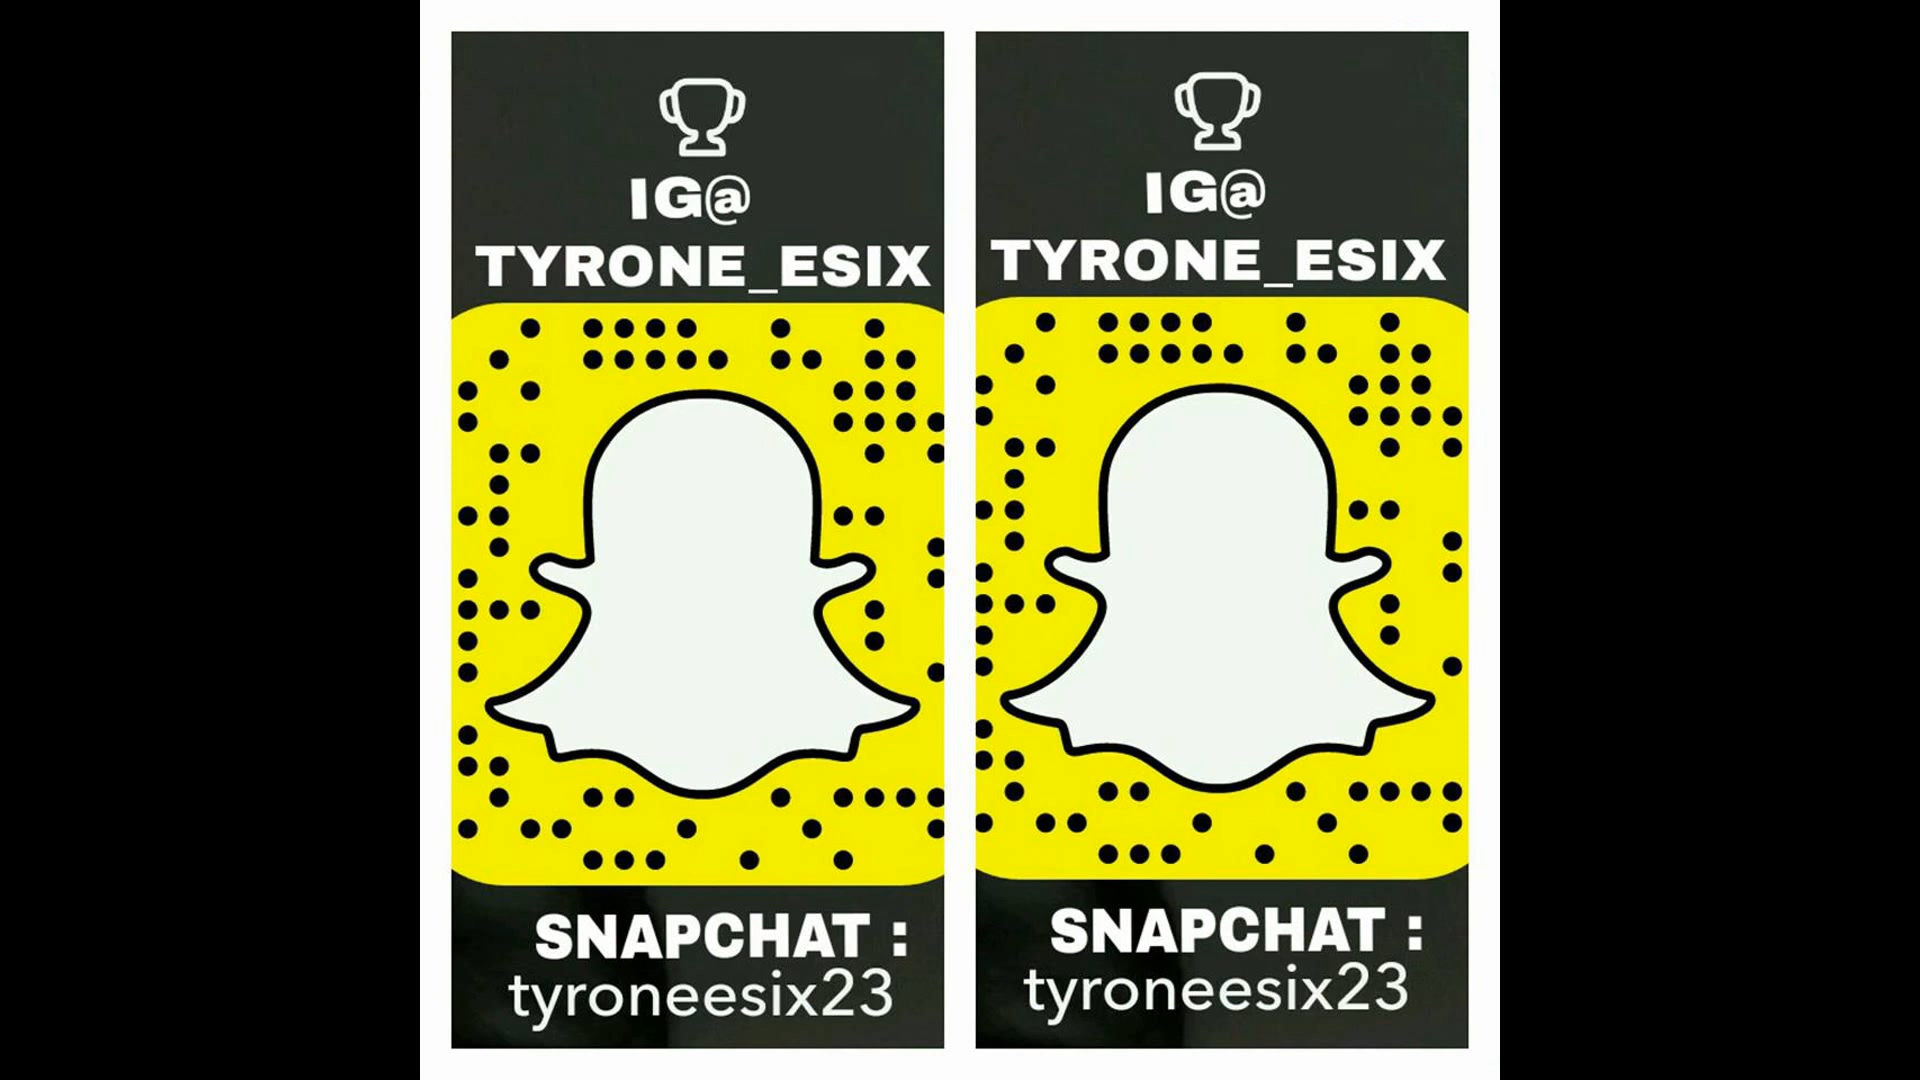 IG@
TYRONE_ESIX
SNAPCHAT :
tyroneesix23
IG@
TYRONE_ESIX
SNAPCHAT :
tyroneesix23